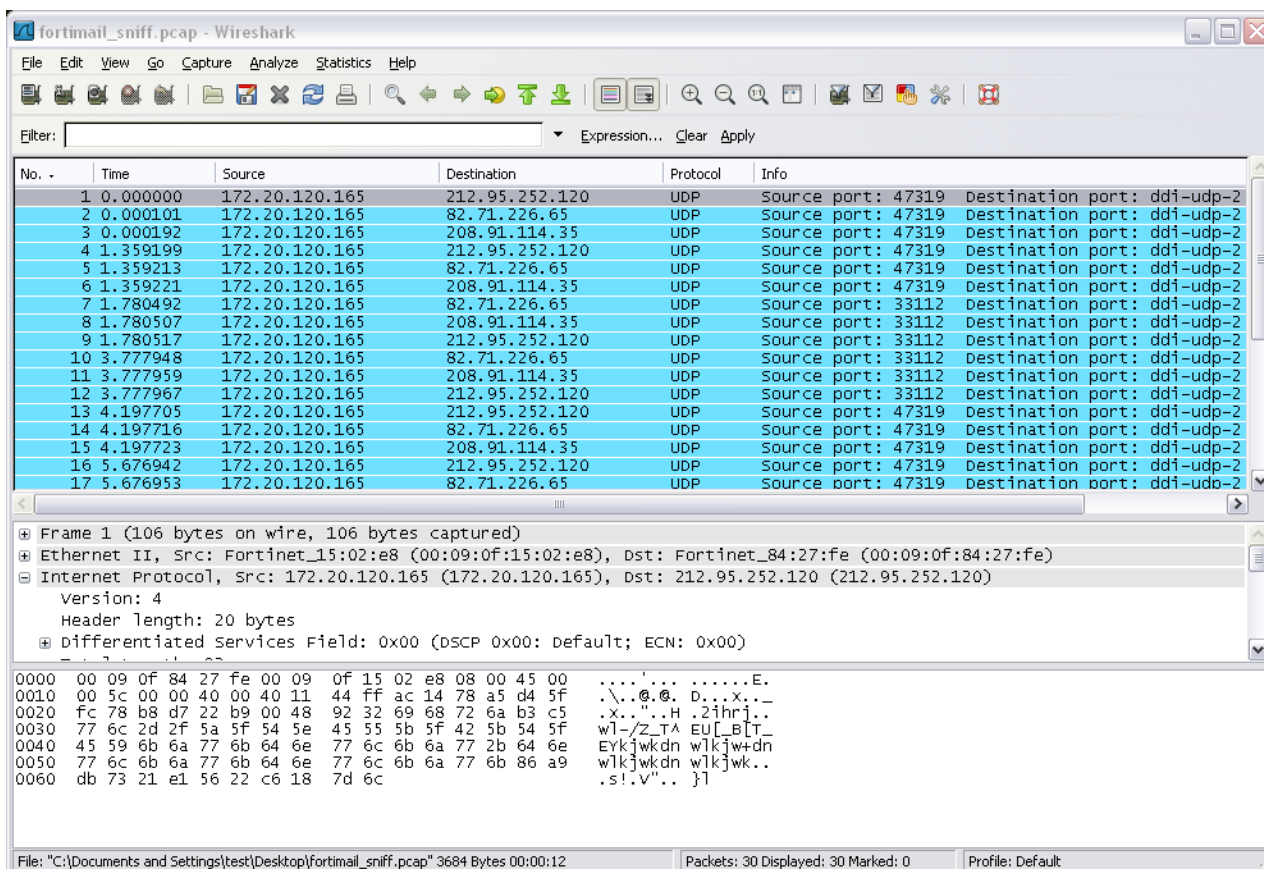 fortimail_sniff.pcap - Wireshark
File Edit View Go Capture Analyze Statistics Help
Filter: Expression... Clear Apply
No. . Time Source Destination Protocol Info
1 0.000000 172.20.120.165 212.95.252.120 UDP Source port: 47319 Destination port: ddi-udp-2
2 0.000101 172.20.120.165 82.71.226.65 UDP Source port: 47319 Destination port: ddi-udp-2
3 0.000192 172.20.120.165 208.91.114.35 UDP Source port: 47319 Destination port: ddi-udp-2
4 1.359199 172.20.120.165 212.95.252.120 UDP Source port: 47319 Destination port: ddi-udp-2
5 1.359213 172.20.120.165 82.71.226.65 UDP Source port: 47319 Destination port: ddi-udp-2
6 1.359221 172.20.120.165 208.91.114.35 UDP Source port: 47319 Destination port: ddi-udp-2
7 1.780492 172.20.120.165 82.71.226.65 UDP Source port: 33112 Destination port: ddi-udp-2
8 1.780507 172.20.120.165 208.91.114.35 UDP Source port: 33112 Destination port: ddi-udp-2
9 1.780517 172.20.120.165 212.95.252.120 UDP Source port: 33112 Destination port: ddi-udp-2
10 3.777948 172.20.120.165 82.71.226.65 UDP Source port: 33112 Destination port: ddi-udp-2
11 3.777959 172.20.120.165 208.91.114.35 UDP Source port: 33112 Destination port: ddi-udp-2
12 3.777967 172.20.120.165 212.95.252.120 UDP Source port: 33112 Destination port: ddi-udp-2
13 4.197705 172.20.120.165 212.95.252.120 UDP Source port: 47319 Destination port: ddi-udp-2
14 4.197716 172.20.120.165 82.71.226.65 UDP Source port: 47319 Destination port: ddi-udp-2
15 4.197723 172.20.120.165 208.91.114.35 UDP Source port: 47319 Destination port: ddi-udp-2
16 5.676942 172.20.120.165 212.95.252.120 UDP Source port: 47319 Destination port: ddi-udp-2
17 5.676953 172.20.120.165 82.71.226.65 UDP Source port: 47319 Destination port: ddi-udp-2
Frame 1 (106 bytes on wire, 106 bytes captured)
Ethernet II, Src: Fortinet_15:02:e8 (00:09:0f:15:02:e8), Dst: Fortinet_84:27:fe (00:09:0f:84:27:fe)
Internet Protocol, Src: 172.20.120.165 (172.20.120.165), Dst: 212.95.252.120 (212.95.252.120)
Version: 4
Header length: 20 bytes
Differentiated Services Field: 0x00 (DSCP 0x00: Default; ECN: 0x00)
0000 00 09 0f 84 27 fe 00 09 0f 15 02 e8 08 00 45 00 ....'... ......E.
0010 00 5c 00 00 40 00 40 11 44 ff ac 14 78 a5 d4 5f .\..@.@. D...x.._
0020 fc 78 b8 d7 22 b9 00 48 92 32 69 68 72 6a b3 c5 .x.."..H .2ihrj..
0030 77 6c 2d 2f 5a 5f 54 5e 45 55 5b 5f 42 5b 54 5f wl-/Z_T^ EU[_B[T_
0040 45 59 6b 6a 77 6b 64 6e 77 6c 6b 6a 77 2b 64 6e EYkjwkdn wlkjw+dn
0050 77 6c 6b 6a 77 6b 64 6e 77 6c 6b 6a 77 6b 86 a9 wlkjwkdn wlkjwk..
0060 db 73 21 e1 56 22 c6 18 7d 6c .s!.V".. }l
File: "C:\Documents and Settings\test\Desktop\fortimail_sniff.pcap" 3684 Bytes 00:00:12 Packets: 30 Displayed: 30 Marked: 0 Profile: Default